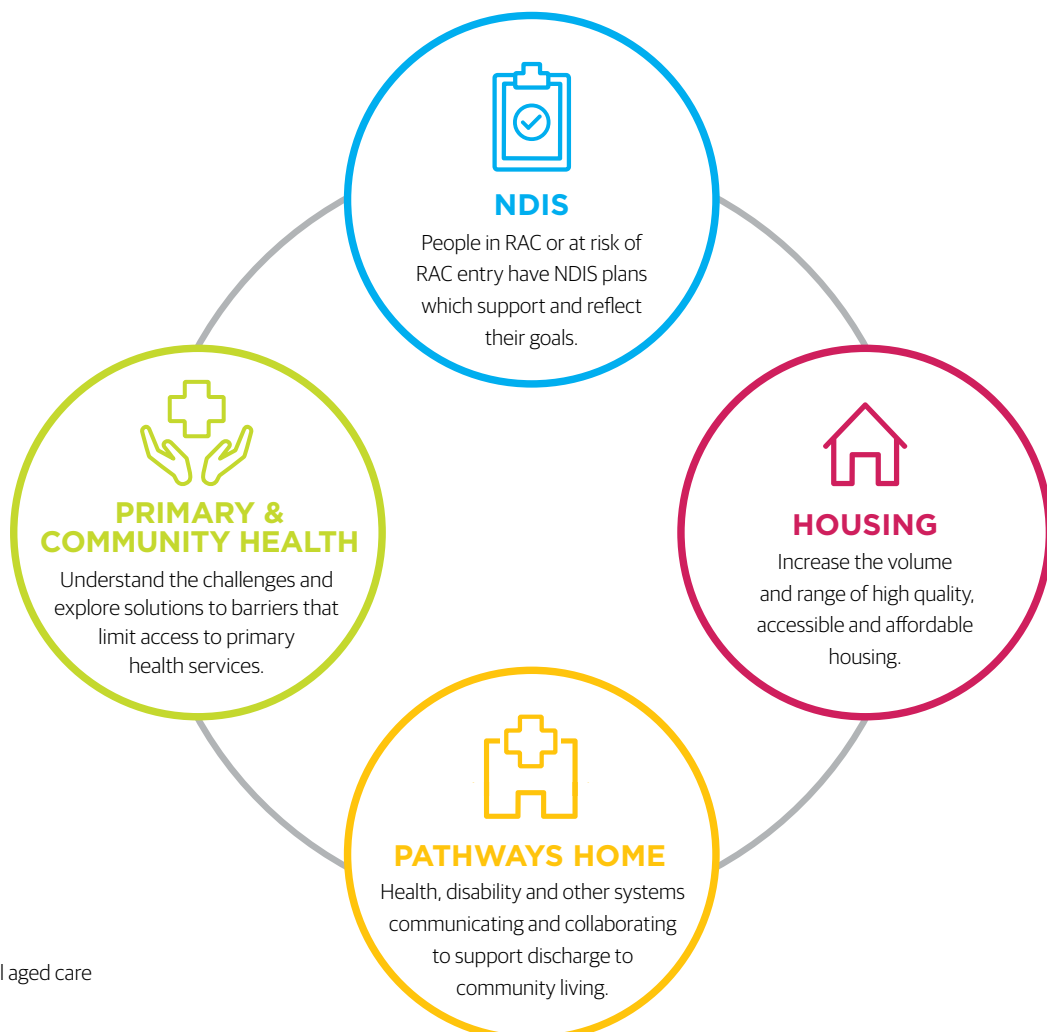 NDIS
People in RAC or at risk of
RAC entry have NDIS plans
which support and reflect
their goals.
PRIMARY &
COMMUNITY HEALTH
Understand the challenges and
explore solutions to barriers that
limit access to primary
health services.
HOUSING
Increase the volume
and range of high quality,
accessible and affordable
housing.
PATHWAYS HOME
Health, disability and other systems
communicating and collaborating
to support discharge to
community living.
l aged care